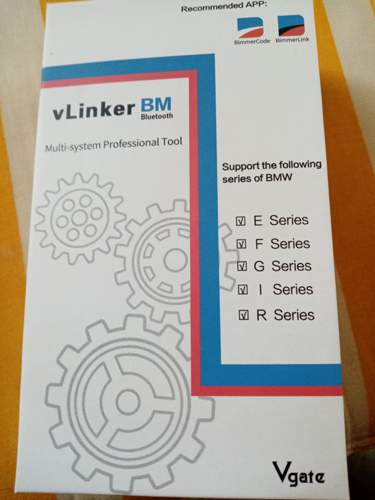 Recommended APP:
BimmerCode BimmerLink
vLinker BM
Bluetooth
Multi-system Professional Tool
Support the following
series of BMW
☑ E Series
☑ F Series
☑ G Series
☑ I Series
☑ R Series
Vgate